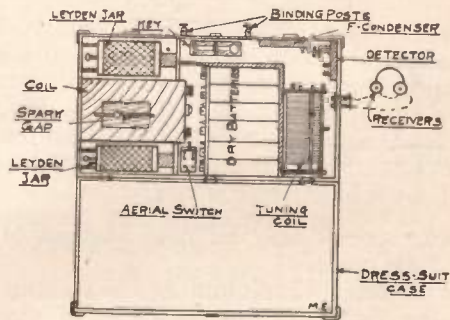 LEYDEN JAR
KEY
BINDING POSTS
F-CONDENSER
DETECTOR
COIL
SPARK
GAP
DRY BATTERIES
RECEIVERS
LEYDEN
JAR
AERIAL SWITCH
TUNING
COIL
DRESS-SUIT
CASE
M.E.